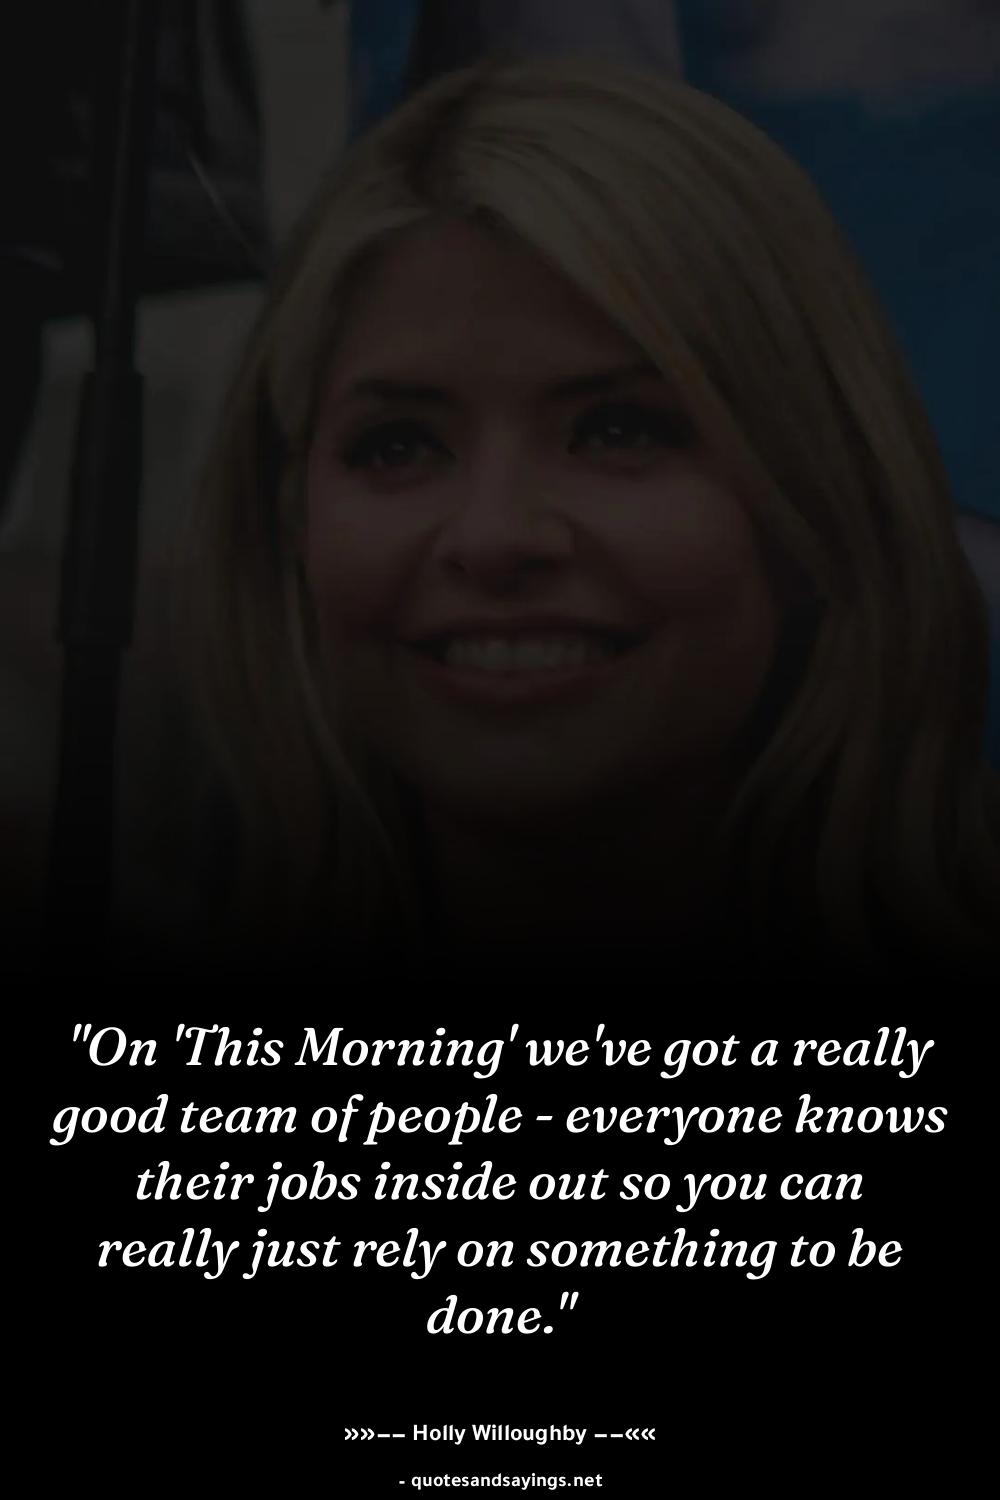 "On 'This Morning' we've got a really
good team of people - everyone knows
their jobs inside out so you can
really just rely on something to be
done."
»»–– Holly Willoughby ––««
- quotesandsayings.net